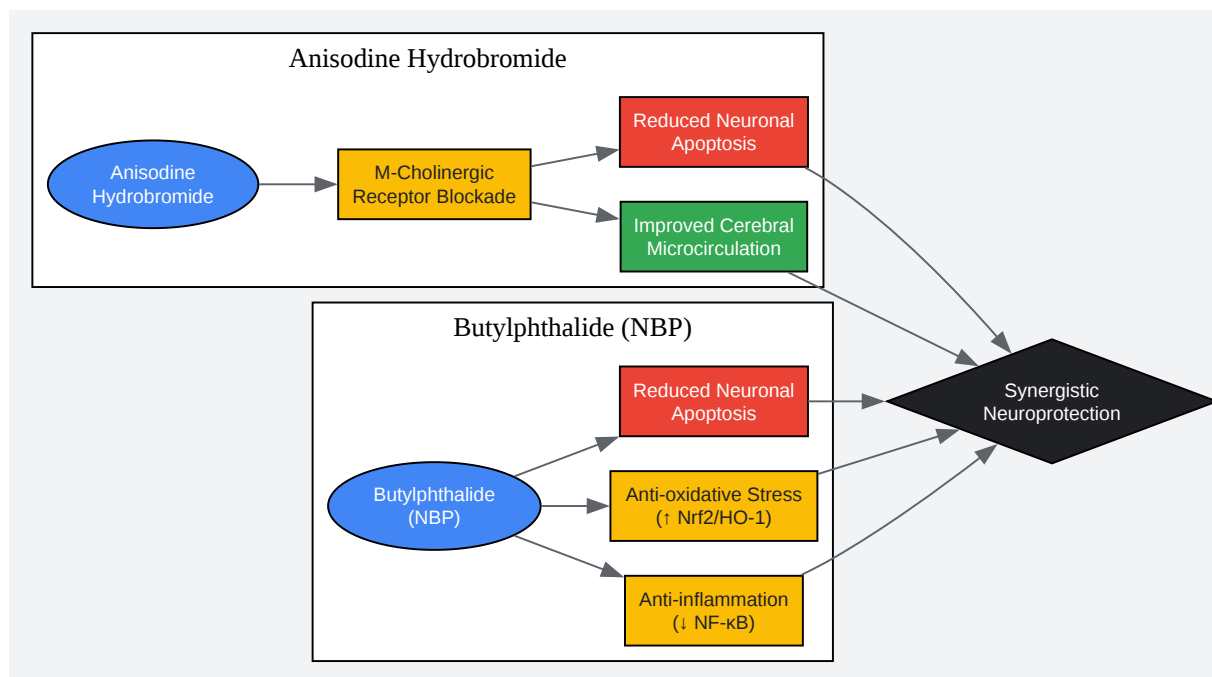 Anisodine Hydrobromide
Anisodine
Hydrobromide
M-Cholinergic
Receptor Blockade
Reduced Neuronal
Apoptosis
Improved Cerebral
Microcirculation
Butylphthalide (NBP)
Butylphthalide
(NBP)
Reduced Neuronal
Apoptosis
Anti-oxidative Stress
(↑ Nrf2/HO-1)
Anti-inflammation
(↓ NF-κB)
Synergistic
Neuroprotection